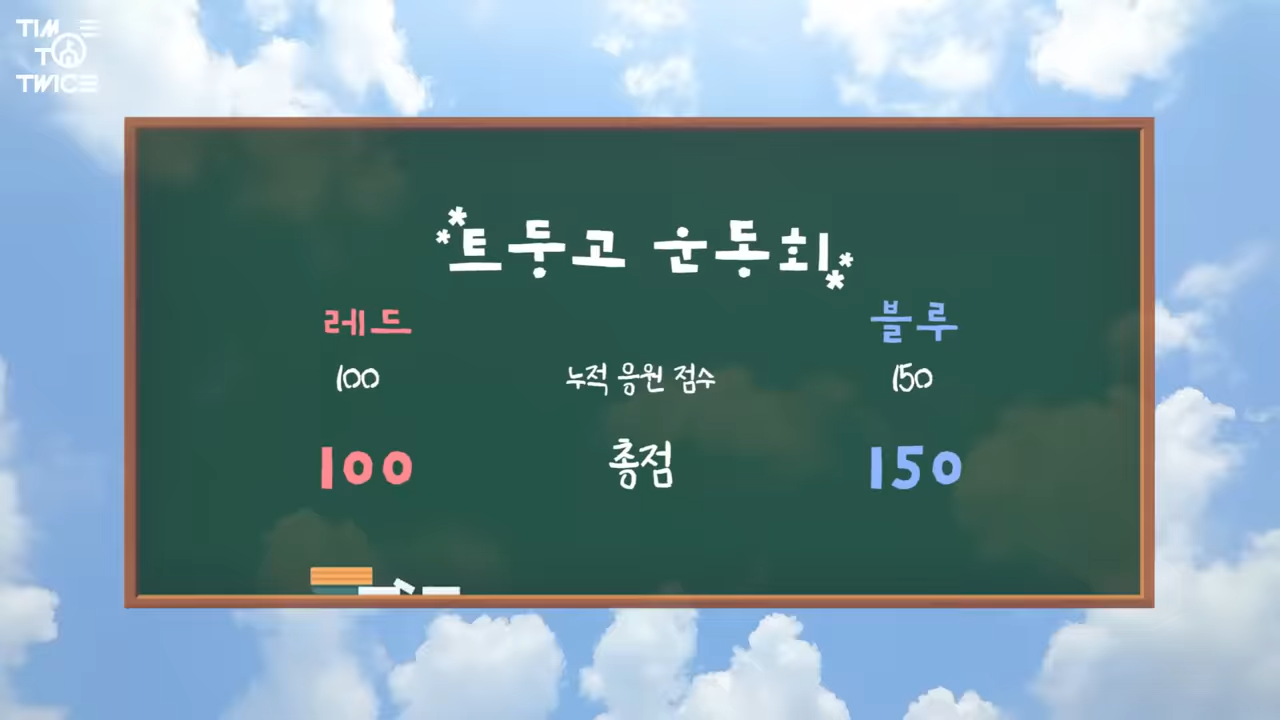 TIME
TO
TWICE
트둥고 운동회
레드 블루
100 누적 응원 점수 150
100 총점 150